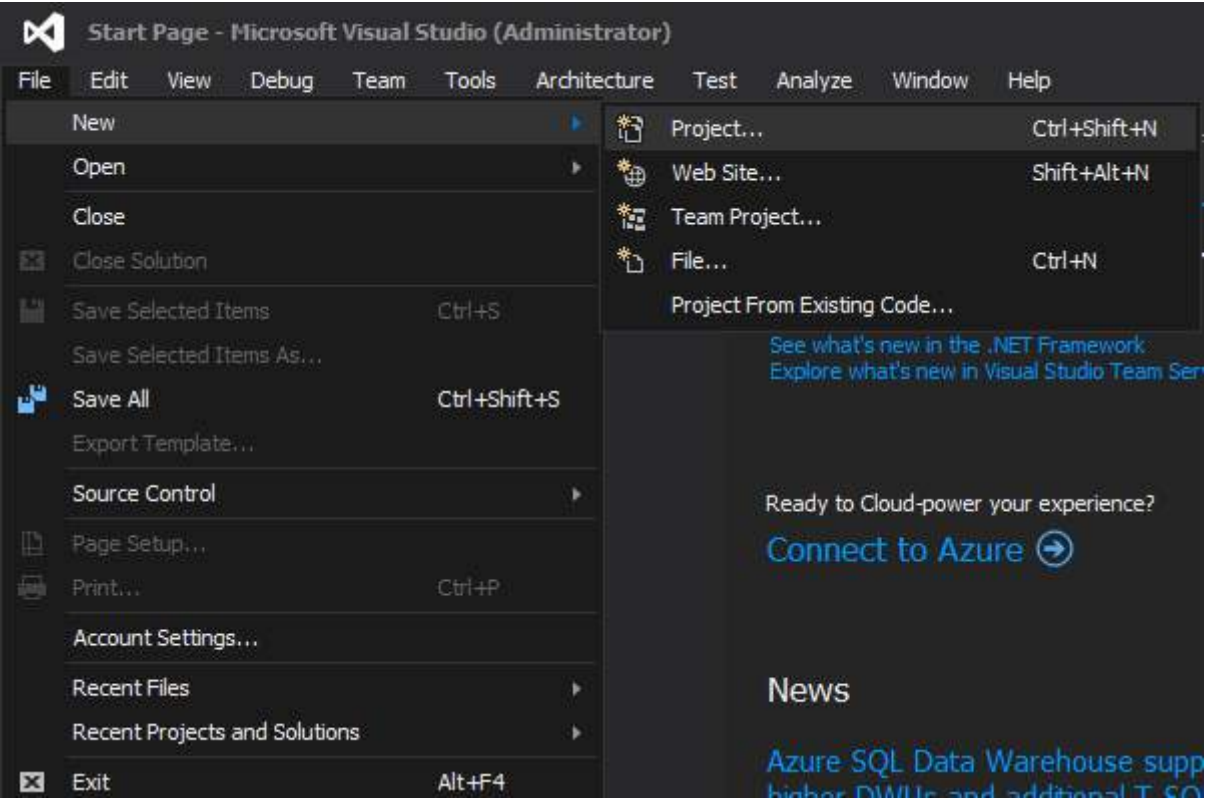 Start Page - Microsoft Visual Studio (Administrator)
File Edit View Debug Team Tools Architecture Test Analyze Window Help
New
Open
Close
Close Solution
Save Selected Items Ctrl+S
Save Selected Items As...
Save All Ctrl+Shift+S
Export Template...
Source Control
Page Setup...
Print... Ctrl+P
Account Settings...
Recent Files
Recent Projects and Solutions
Exit Alt+F4
Project... Ctrl+Shift+N
Web Site... Shift+Alt+N
Team Project...
File... Ctrl+N
Project From Existing Code...
See what's new in the .NET Framework
Explore what's new in Visual Studio Team Ser
Ready to Cloud-power your experience?
Connect to Azure
News
Azure SQL Data Warehouse supp
higher DWUs and additional T-SQ